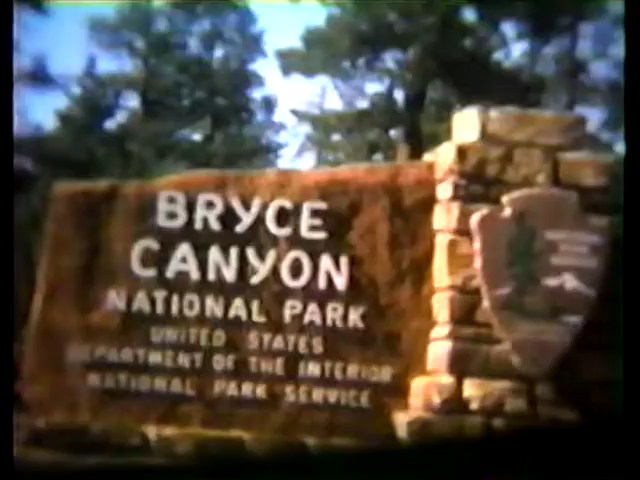 BRYCE
CANYON
NATIONAL PARK
UNITED STATES
DEPARTMENT OF THE INTERIOR
NATIONAL PARK SERVICE